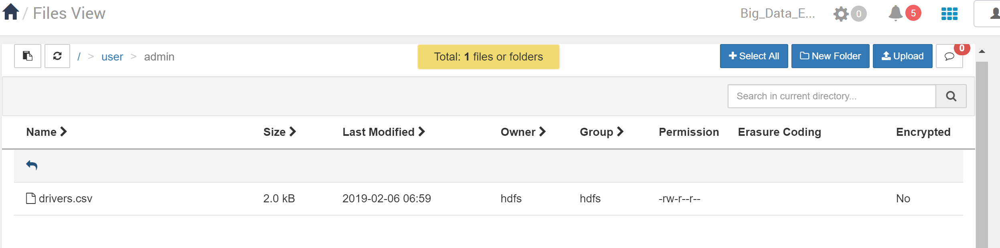 / Files View
Big_Data_E... 0 5
/ > user > admin
Total: 1 files or folders
Select All New Folder Upload 0
Search in current directory...
Name Size Last Modified Owner Group Permission Erasure Coding Encrypted
drivers.csv 2.0 kB 2019-02-06 06:59 hdfs hdfs -rw-r--r-- No